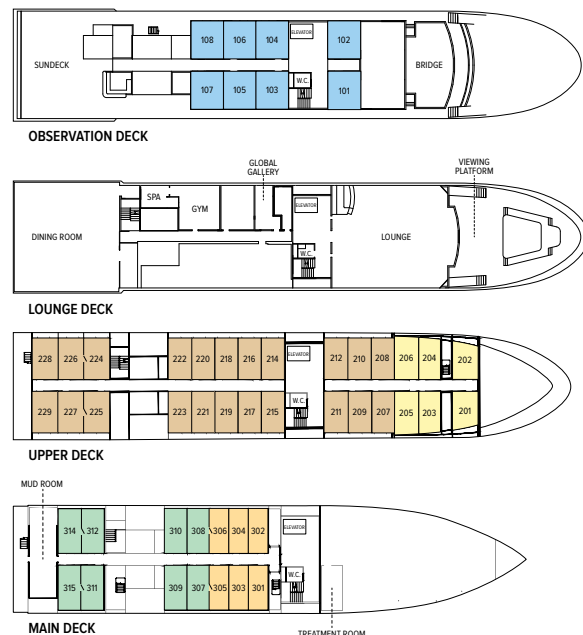 108 106 104 ELEVATOR 102
SUNDECK BRIDGE
W.C.
107 105 103 101
OBSERVATION DECK
GLOBAL
GALLERY
VIEWING
PLATFORM
SPA
GYM
ELEVATOR
DINING ROOM LOUNGE
W.C.
LOUNGE DECK
228 226 224 222 220 218 216 214 ELEVATOR 212 210 208 206 204 202
W.C.
229 227 225 223 221 219 217 215 211 209 207 205 203 201
UPPER DECK
MUD ROOM
314 312 310 308 306 304 302 ELEVATOR
W.C.
315 311 309 307 305 303 301
MAIN DECK
TREATMENT ROOM